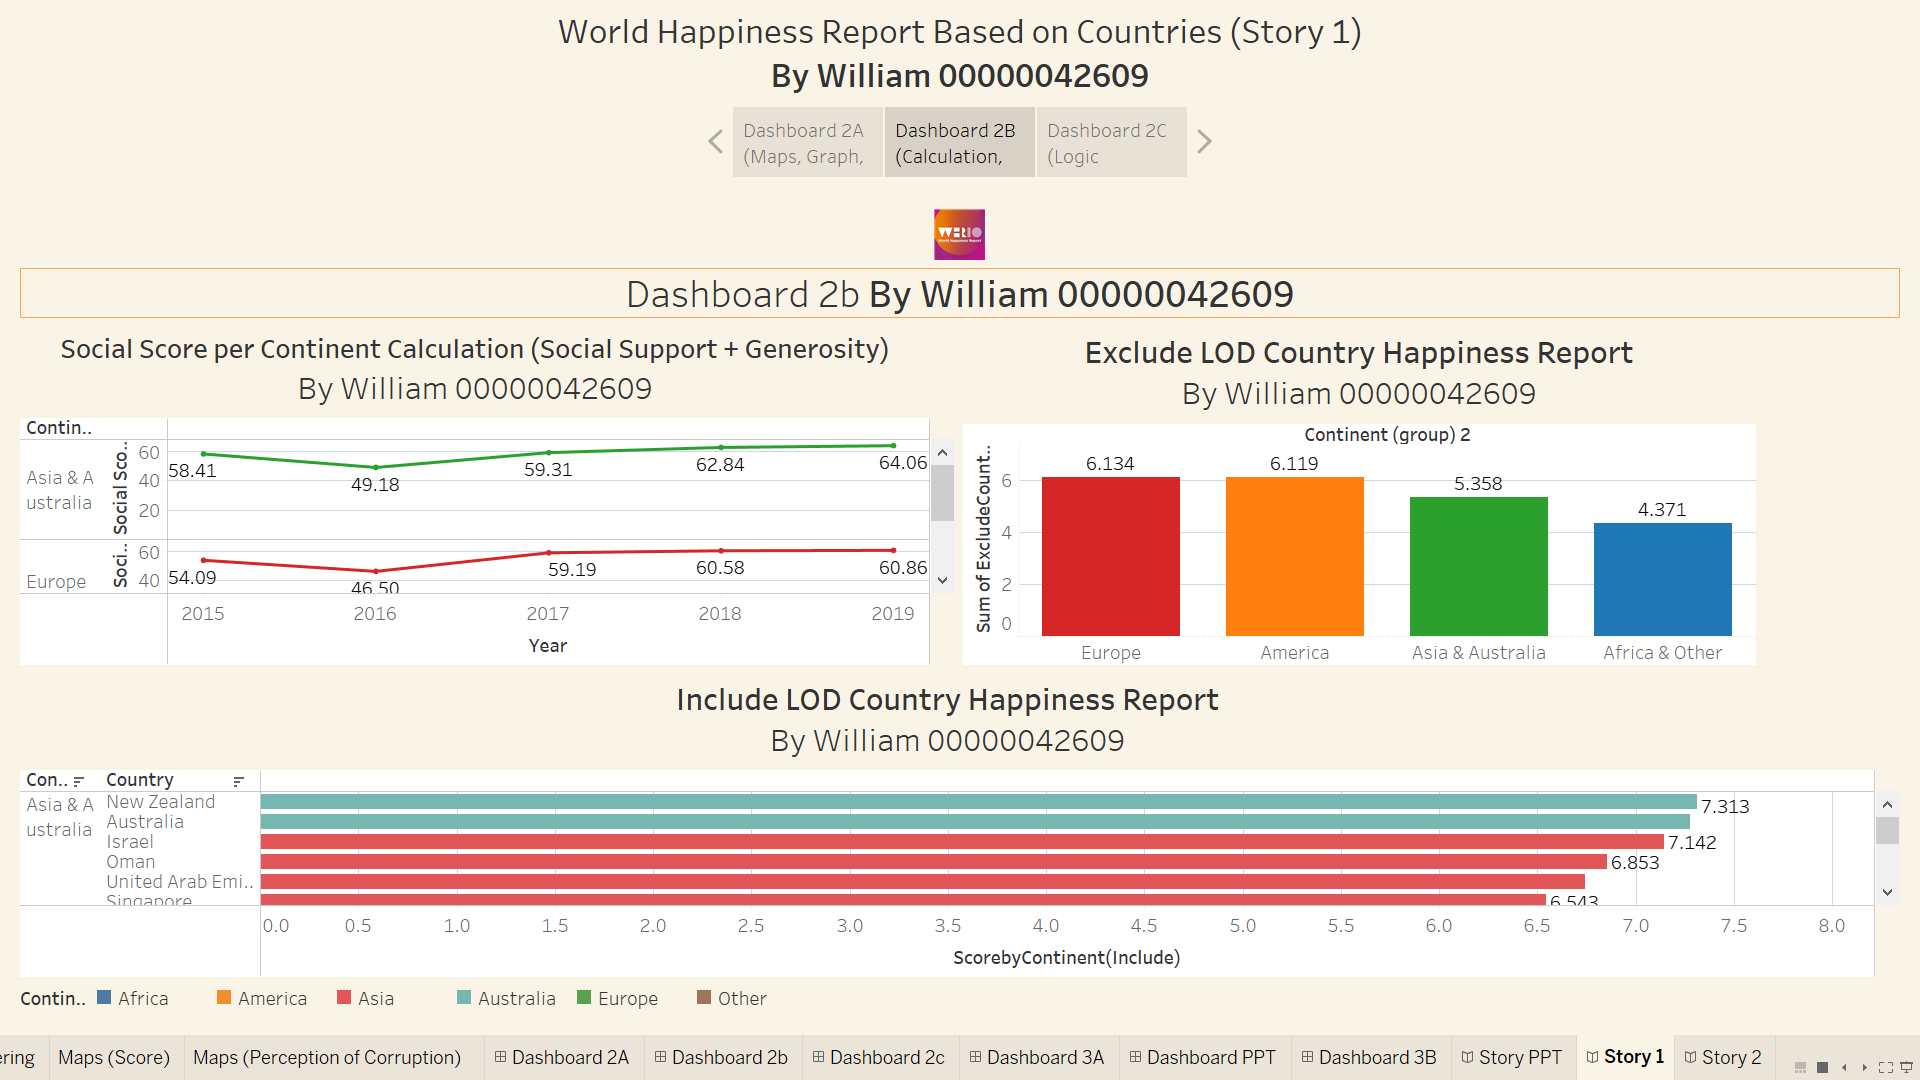 World Happiness Report Based on Countries (Story 1)
By William 00000042609
Dashboard 2A
(Maps, Graph,
Dashboard 2B
(Calculation,
Dashboard 2C
(Logic
World Happiness Report
Dashboard 2b By William 00000042609
Social Score per Continent Calculation (Social Support + Generosity)
By William 00000042609
Contin..
Asia & A
ustralia
Social Sco..
60
40
20
58.41
49.18
59.31
62.84
64.06
Europe
Soci..
60
40
54.09
46.50
59.19
60.58
60.86
2015
2016
2017
2018
2019
Year
Exclude LOD Country Happiness Report
By William 00000042609
Continent (group) 2
Sum of ExcludeCount..
6
4
2
0
6.134
6.119
5.358
4.371
Europe
America
Asia & Australia
Africa & Other
Include LOD Country Happiness Report
By William 00000042609
Con..
Country
Asia & A
ustralia
New Zealand
7.313
Australia
Israel
7.142
Oman
6.853
United Arab Emi..
Singapore
6.543
0.0 0.5 1.0 1.5 2.0 2.5 3.0 3.5 4.0 4.5 5.0 5.5 6.0 6.5 7.0 7.5 8.0
ScorebyContinent(Include)
Contin.. Africa America Asia Australia Europe Other
ering Maps (Score) Maps (Perception of Corruption) Dashboard 2A Dashboard 2b Dashboard 2c Dashboard 3A Dashboard PPT Dashboard 3B Story PPT Story 1 Story 2